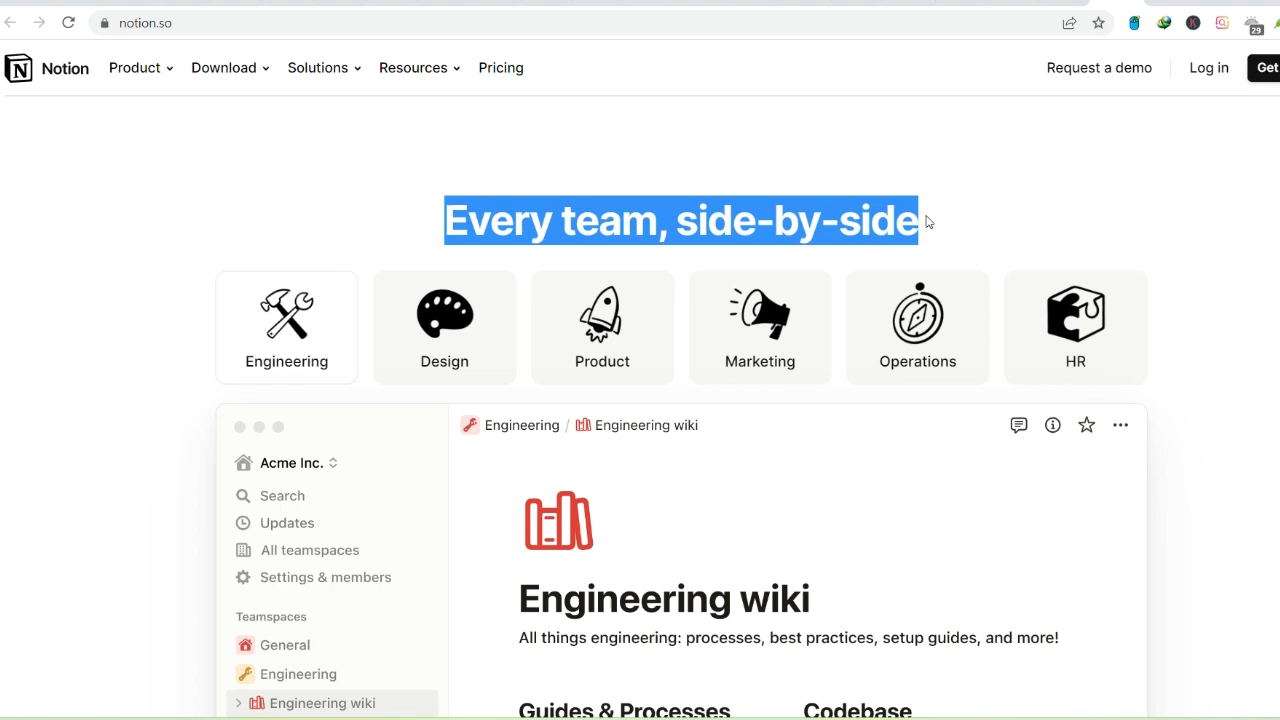 notion.so
29
Notion Product Download Solutions Resources Pricing Request a demo Log in Get
Every team, side-by-side
Engineering Design Product Marketing Operations HR
Engineering / Engineering wiki
Acme Inc.
Search
Updates
All teamspaces
Settings & members
Teamspaces
General
Engineering
Engineering wiki
Engineering wiki
All things engineering: processes, best practices, setup guides, and more!
Guides & Processes Codebase